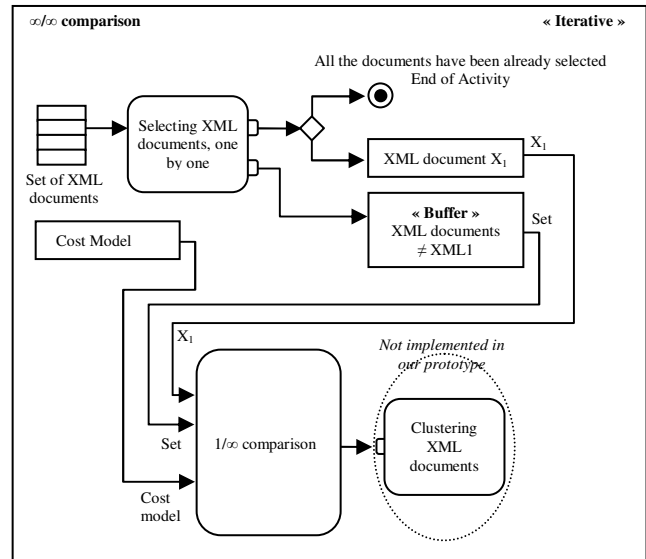 ∞/∞ comparison
« Iterative »
All the documents have been already selected
End of Activity
Selecting XML
documents, one
by one
Set of XML
documents
XML document X₁
X₁
« Buffer »
XML documents
≠ XML1
Set
Cost Model
X₁
Set
Cost
model
1/∞ comparison
Not implemented in
our prototype
Clustering
XML
documents